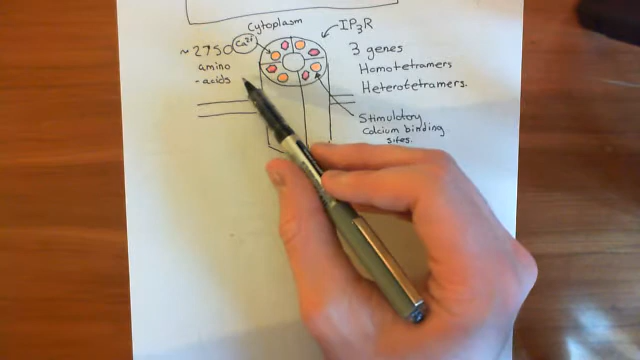 Cytoplasm
IP3R
~ 2750
Ca2+
amino
- acids
3 genes
Homotetramers
Heterotetramers.
Stimulatory
Calcium binding
sites.